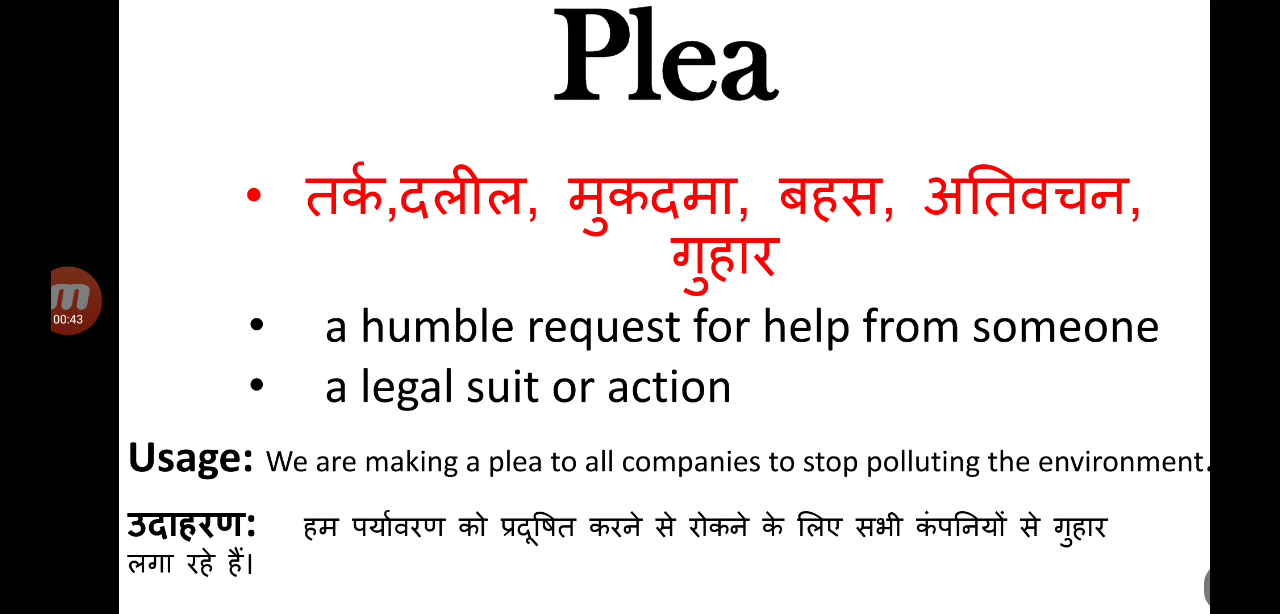 Plea
• तर्क,दलील, मुकदमा, बहस, अतिवचन,
गुहार
• a humble request for help from someone
• a legal suit or action
Usage: We are making a plea to all companies to stop polluting the environment.
उदाहरण: हम पर्यावरण को प्रदूषित करने से रोकने के लिए सभी कंपनियों से गुहार
लगा रहे हैं।
m
00:43